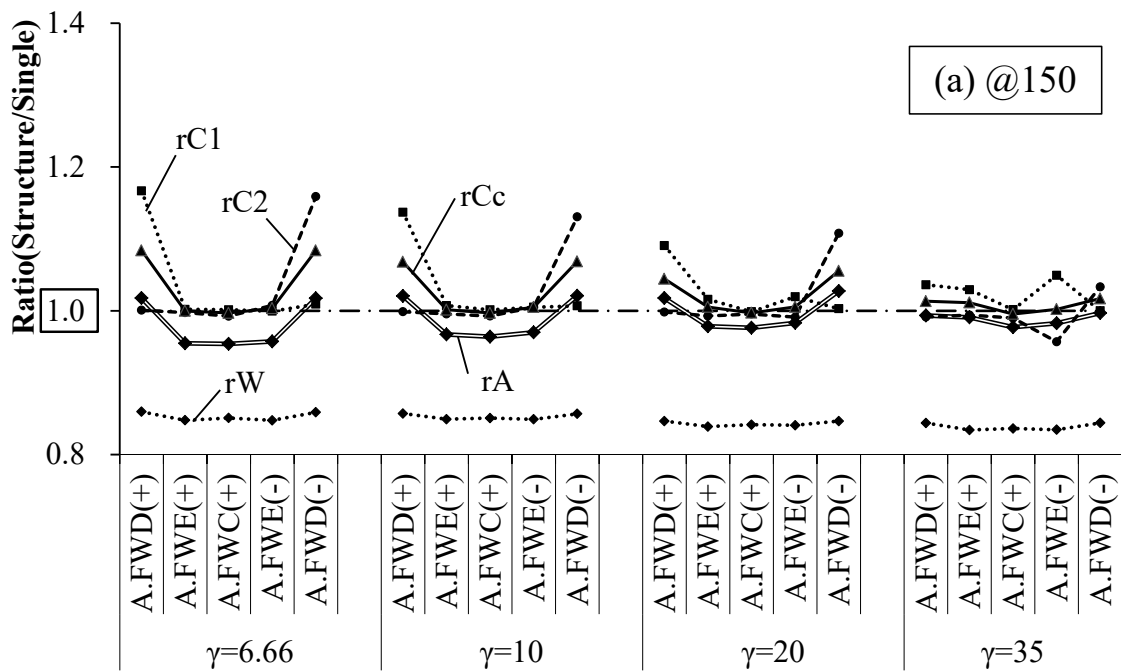 Ratio(Structure/Single)
1.4
1.2
1.0
0.8
(a) @150
rC1
rC2
rCc
rW
rA
A.FWD(+)
A.FWE(+)
A.FWC(+)
A.FWE(-)
A.FWD(-)
A.FWD(+)
A.FWE(+)
A.FWC(+)
A.FWE(-)
A.FWD(-)
A.FWD(+)
A.FWE(+)
A.FWC(+)
A.FWE(-)
A.FWD(-)
A.FWD(+)
A.FWE(+)
A.FWC(+)
A.FWE(-)
A.FWD(-)
γ=6.66
γ=10
γ=20
γ=35